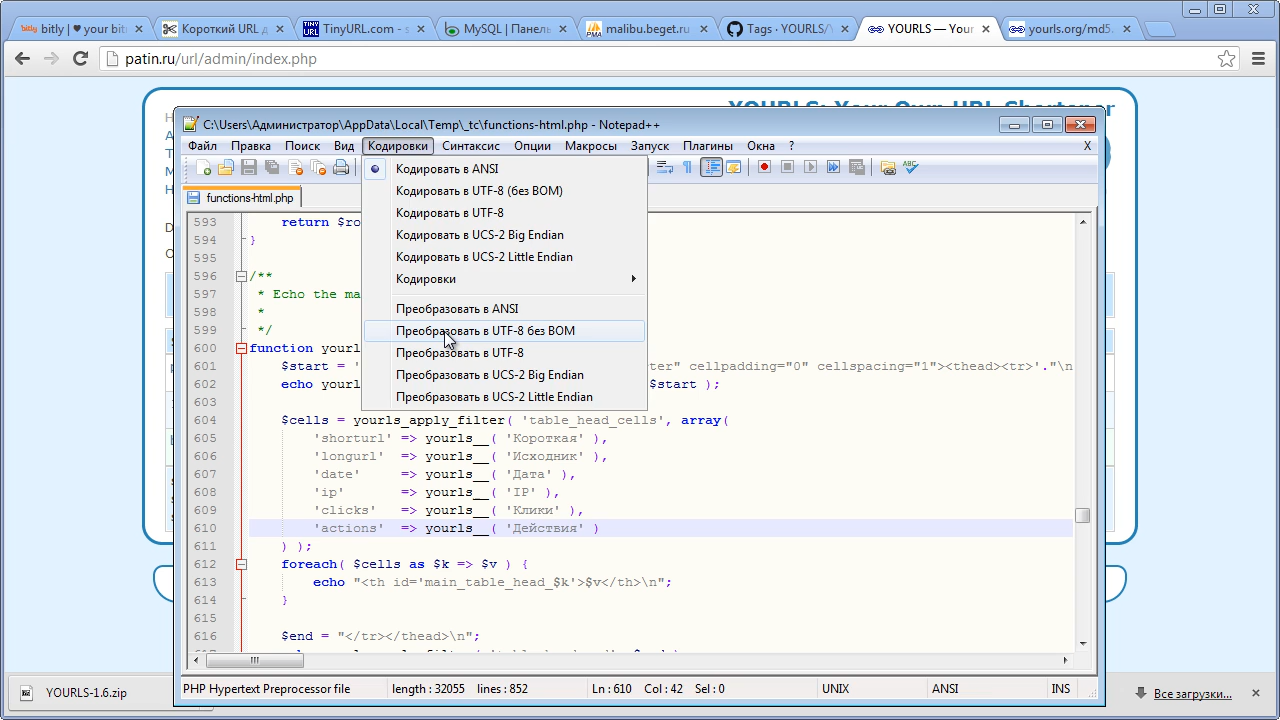 bitly | ♥ your bit
Короткий URL д
TinyURL.com - s
MySQL | Панель
malibu.beget.ru
Tags · YOURLS/Y
YOURLS — Your
yourls.org/md5.
patin.ru/url/admin/index.php
YOURLS: Your Own URL Shortener
C:\Users\Администратор\AppData\Local\Temp\_tc\functions-html.php - Notepad++
Файл Правка Поиск Вид Кодировки Синтаксис Опции Макросы Запуск Плагины Окна ? X
functions-html.php
Кодировать в ANSI
Кодировать в UTF-8 (без BOM)
Кодировать в UTF-8
Кодировать в UCS-2 Big Endian
Кодировать в UCS-2 Little Endian
Кодировки
Преобразовать в ANSI
Преобразовать в UTF-8 без BOM
Преобразовать в UTF-8
Преобразовать в UCS-2 Big Endian
Преобразовать в UCS-2 Little Endian
593 return $ro
594 }
595
596 /**
597 * Echo the ma
598 *
599 */
600 function yourl
601 $start = ' ter" cellpadding="0" cellspacing="1"><thead><tr>'."\n
602 echo yourl $start );
604 $cells = yourls_apply_filter( 'table_head_cells', array(
605 'shorturl' => yourls__( 'Короткая' ),
606 'longurl' => yourls__( 'Исходник' ),
607 'date' => yourls__( 'Дата' ),
608 'ip' => yourls__( 'IP' ),
609 'clicks' => yourls__( 'Клики' ),
610 'actions' => yourls__( 'Действия' )
611 ) );
612 foreach( $cells as $k => $v ) {
613 echo "<th id='main_table_head_$k'>$v</th>\n";
614 }
615
616 $end = "</tr></thead>\n";
PHP Hypertext Preprocessor file length : 32055 lines : 852 Ln : 610 Col : 42 Sel : 0 UNIX ANSI INS
YOURLS-1.6.zip
Все загрузки...